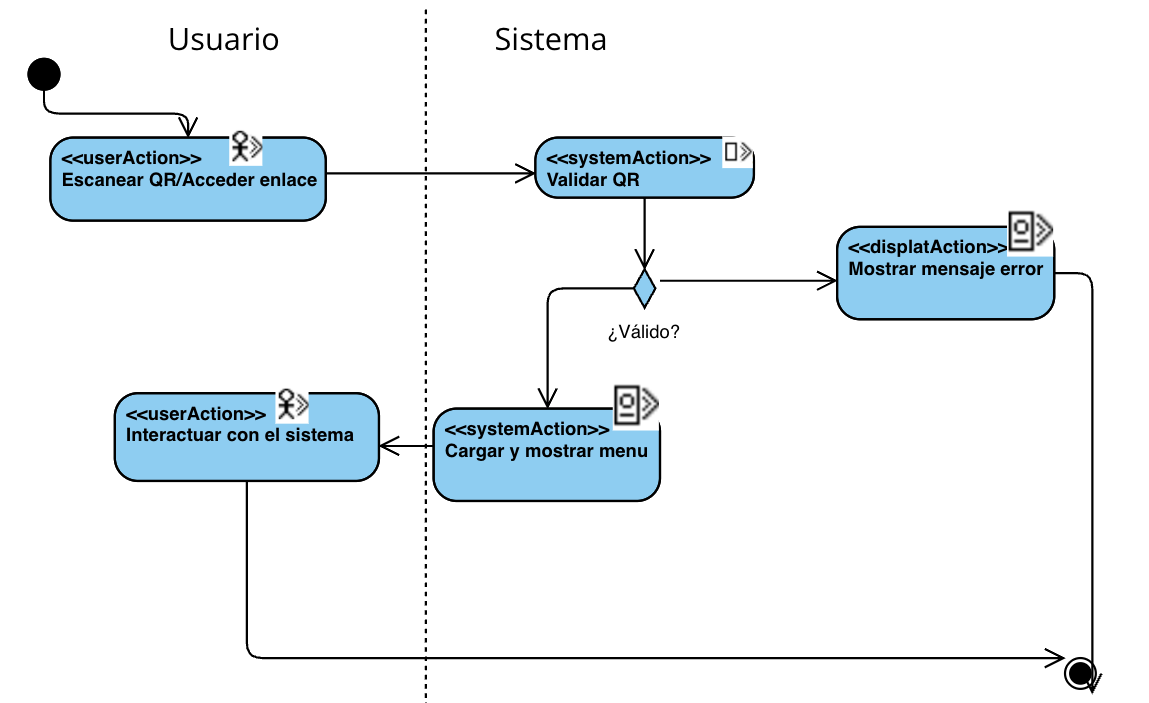 Usuario
Sistema
<<userAction>>
Escanear QR/Acceder enlace
<<systemAction>>
Validar QR
<<displatAction>>
Mostrar mensaje error
¿Válido?
<<userAction>>
Interactuar con el sistema
<<systemAction>>
Cargar y mostrar menu